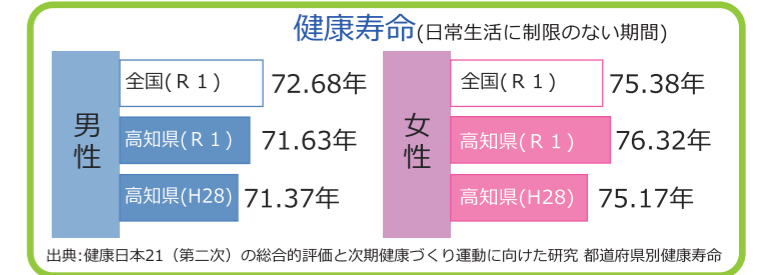 健康寿命(日常生活に制限のない期間)
男性
全国(R1) 72.68年
高知県(R1) 71.63年
高知県(H28) 71.37年
女性
全国(R1) 75.38年
高知県(R1) 76.32年
高知県(H28) 75.17年
出典:健康日本21（第二次）の総合的評価と次期健康づくり運動に向けた研究 都道府県別健康寿命